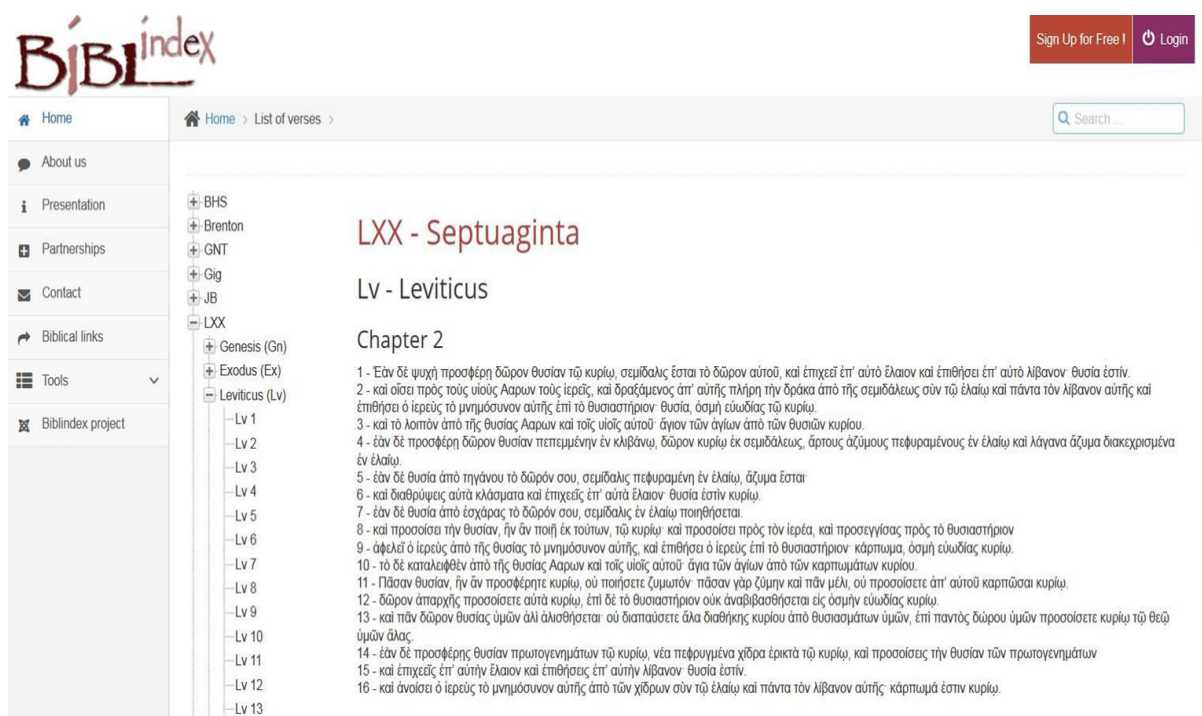 BíBLindex
Sign Up for Free ! Login
Home
Home > List of verses >
Search ...
About us
Presentation
Partnerships
Contact
Biblical links
Tools
Biblindex project
BHS
Brenton
GNT
Gig
JB
LXX
Genesis (Gn)
Exodus (Ex)
Leviticus (Lv)
Lv 1
Lv 2
Lv 3
Lv 4
Lv 5
Lv 6
Lv 7
Lv 8
Lv 9
Lv 10
Lv 11
Lv 12
Lv 13
LXX - Septuaginta
Lv - Leviticus
Chapter 2
1 - Ἐὰν δὲ ψυχὴ προσφέρῃ δῶρον θυσίαν τῷ κυρίῳ, σεμίδαλις ἔσται τὸ δῶρον αὐτοῦ, καὶ ἐπιχεεῖ ἐπ' αὐτὸ ἔλαιον καὶ ἐπιθήσει ἐπ' αὐτὸ λίβανον· θυσία ἐστίν.
2 - καὶ οἴσει πρὸς τοὺς υἱοὺς Ααρων τοὺς ἱερεῖς, καὶ δραξάμενος ἀπ' αὐτῆς πλήρη τὴν δράκα ἀπὸ τῆς σεμιδάλεως σὺν τῷ ἐλαίῳ καὶ πάντα τὸν λίβανον αὐτῆς καὶ
ἐπιθήσει ὁ ἱερεὺς τὸ μνημόσυνον αὐτῆς ἐπὶ τὸ θυσιαστήριον· θυσία, ὀσμὴ εὐωδίας τῷ κυρίῳ.
3 - καὶ τὸ λοιπὸν ἀπὸ τῆς θυσίας Ααρων καὶ τοῖς υἱοῖς αὐτοῦ· ἅγιον τῶν ἁγίων ἀπὸ τῶν θυσιῶν κυρίου.
4 - ἐὰν δὲ προσφέρῃ δῶρον θυσίαν πεπεμμένην ἐν κλιβάνῳ, δῶρον κυρίῳ ἐκ σεμιδάλεως, ἄρτους ἀζύμους πεφυραμένους ἐν ἐλαίῳ καὶ λάγανα ἄζυμα διακεχρισμένα
ἐν ἐλαίῳ.
5 - ἐὰν δὲ θυσία ἀπὸ τηγάνου τὸ δῶρόν σου, σεμίδαλις πεφυραμένη ἐν ἐλαίῳ, ἄζυμα ἔσται·
6 - καὶ διαθρύψεις αὐτὰ κλάσματα καὶ ἐπιχεεῖς ἐπ' αὐτὰ ἔλαιον· θυσία ἐστὶν κυρίῳ.
7 - ἐὰν δὲ θυσία ἀπὸ ἐσχάρας τὸ δῶρόν σου, σεμίδαλις ἐν ἐλαίῳ ποιηθήσεται.
8 - καὶ προσοίσει τὴν θυσίαν, ἣν ἂν ποιῇ ἐκ τούτων, τῷ κυρίῳ· καὶ προσοίσει πρὸς τὸν ἱερέα, καὶ προσεγγίσας πρὸς τὸ θυσιαστήριον
9 - ἀφελεῖ ὁ ἱερεὺς ἀπὸ τῆς θυσίας τὸ μνημόσυνον αὐτῆς, καὶ ἐπιθήσει ὁ ἱερεὺς ἐπὶ τὸ θυσιαστήριον· κάρπωμα, ὀσμὴ εὐωδίας κυρίῳ.
10 - τὸ δὲ καταλειφθὲν ἀπὸ τῆς θυσίας Ααρων καὶ τοῖς υἱοῖς αὐτοῦ· ἅγια τῶν ἁγίων ἀπὸ τῶν καρπωμάτων κυρίου.
11 - Πᾶσαν θυσίαν, ἣν ἂν προσφέρητε κυρίῳ, οὐ ποιήσετε ζυμωτόν· πᾶσαν γὰρ ζύμην καὶ πᾶν μέλι, οὐ προσοίσετε ἀπ' αὐτοῦ καρπῶσαι κυρίῳ.
12 - δῶρον ἀπαρχῆς προσοίσετε αὐτὰ κυρίῳ, ἐπὶ δὲ τὸ θυσιαστήριον οὐκ ἀναβιβασθήσεται εἰς ὀσμὴν εὐωδίας κυρίῳ.
13 - καὶ πᾶν δῶρον θυσίας ὑμῶν ἁλὶ ἁλισθήσεται· οὐ διαπαύσετε ἅλα διαθήκης κυρίου ἀπὸ θυσιασμάτων ὑμῶν, ἐπὶ παντὸς δώρου ὑμῶν προσοίσετε κυρίῳ τῷ θεῷ
ὑμῶν ἅλας.
14 - ἐὰν δὲ προσφέρῃς θυσίαν πρωτογενημάτων τῷ κυρίῳ, νέα πεφρυγμένα χίδρα ἐρικτὰ τῷ κυρίῳ, καὶ προσοίσεις τὴν θυσίαν τῶν πρωτογενημάτων
15 - καὶ ἐπιχεεῖς ἐπ' αὐτὴν ἔλαιον καὶ ἐπιθήσεις ἐπ' αὐτὴν λίβανον· θυσία ἐστίν.
16 - καὶ ἀνοίσει ὁ ἱερεὺς τὸ μνημόσυνον αὐτῆς ἀπὸ τῶν χίδρων σὺν τῷ ἐλαίῳ καὶ πάντα τὸν λίβανον αὐτῆς· κάρπωμά ἐστιν κυρίῳ.